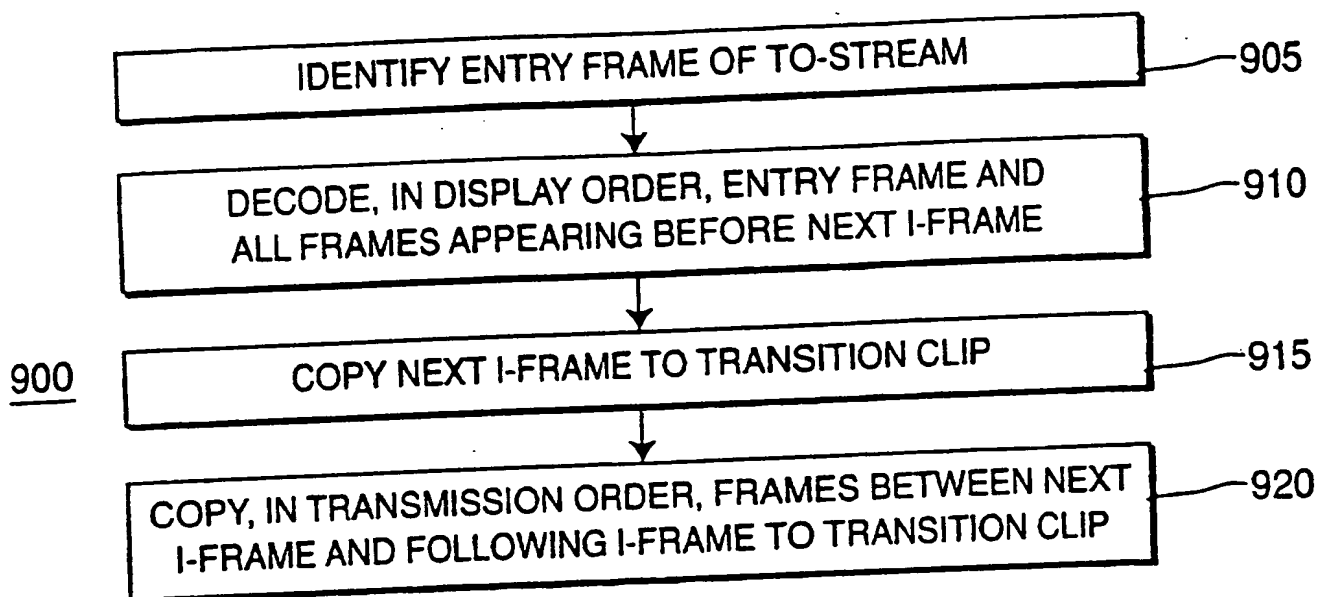 IDENTIFY ENTRY FRAME OF TO-STREAM
905
DECODE, IN DISPLAY ORDER, ENTRY FRAME AND
ALL FRAMES APPEARING BEFORE NEXT I-FRAME
910
COPY NEXT I-FRAME TO TRANSITION CLIP
915
900
COPY, IN TRANSMISSION ORDER, FRAMES BETWEEN NEXT
I-FRAME AND FOLLOWING I-FRAME TO TRANSITION CLIP
920